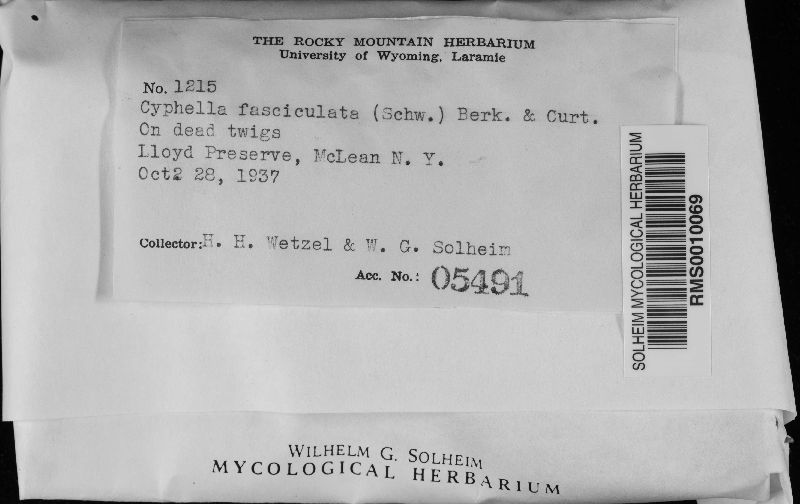 THE ROCKY MOUNTAIN HERBARIUM
University of Wyoming, Laramie
No. 1215
Cyphella fasciculata (Schw.) Berk. & Curt.
On dead twigs
Lloyd Preserve, McLean N. Y.
Oct2 28, 1937
Collector: H. H. Wetzel & W. G. Solheim
Acc. No.: 05491
SOLHEIM MYCOLOGICAL HERBARIUM
RMS0010069
WILHELM G. SOLHEIM
MYCOLOGICAL HERBARIUM